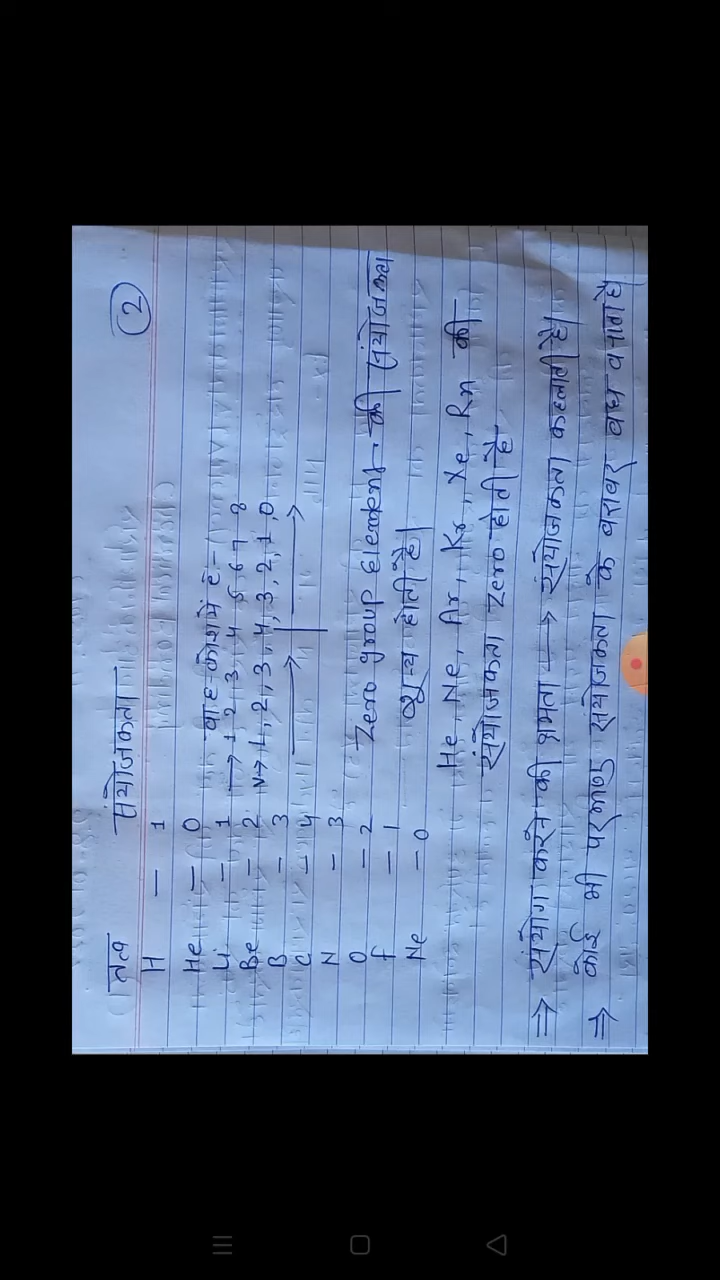 2
तत्व संयोजकता
H — 1
He — 0 बाह्य कोश में e-
Li — 1 → 1 2 3 4 5 6 7 8
Be — 2 V→ 1, 2, 3, 4, 3, 2, 1, 0
B — 3
C — 4
N — 3
O — 2 Zero group Element की संयोजकता
F — 1 शून्य होती है।
Ne — 0
He, Ne, Ar, Kr, Xe, Rn की
संयोजकता Zero होती है
⇒ संयोग करने की क्षमता → संयोजकता कहलाती है।
⇒ कोई भी परमाणु संयोजकता के बराबर बनाता है